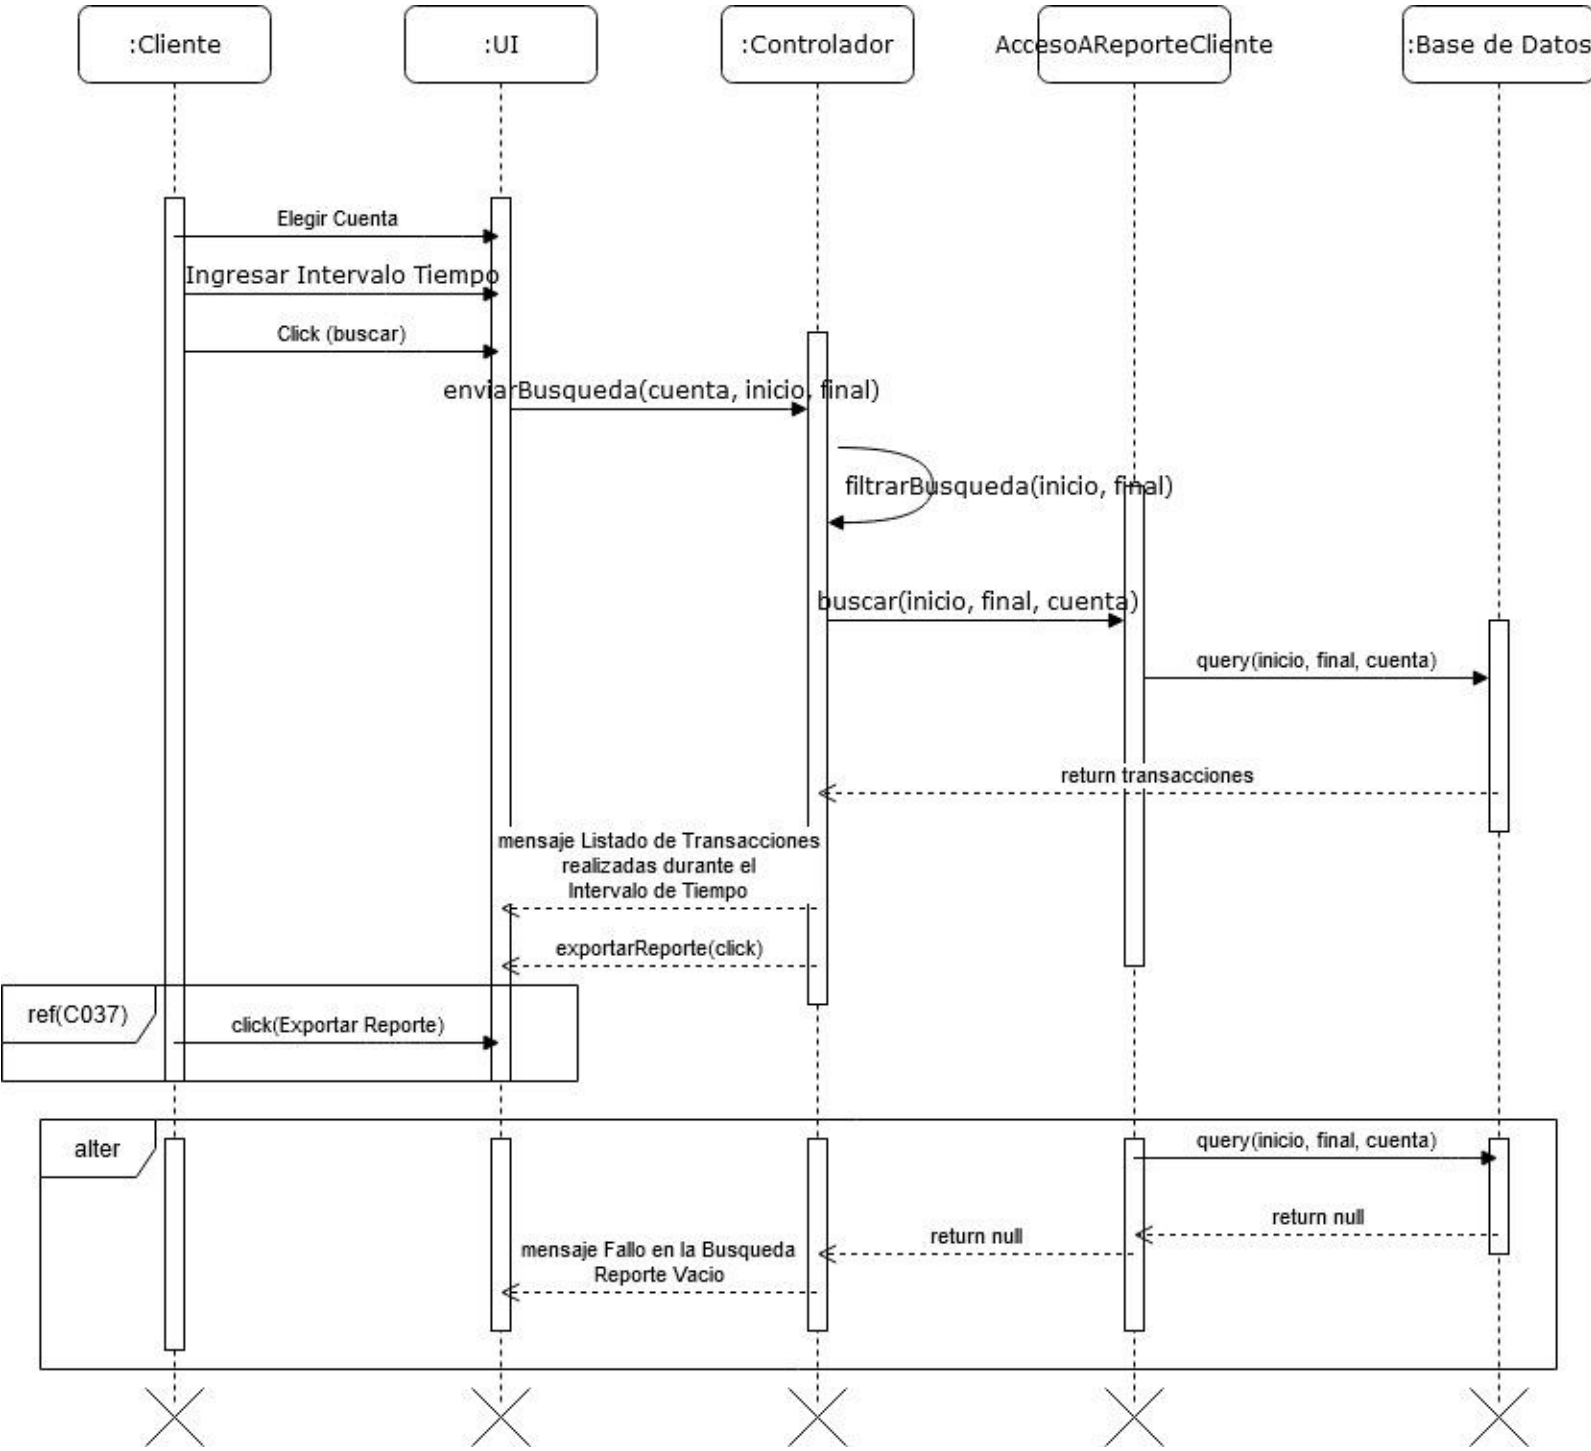 :Cliente
:UI
:Controlador
AccesoAReporteCliente
:Base de Datos
Elegir Cuenta
Ingresar Intervalo Tiempo
Click (buscar)
enviarBusqueda(cuenta, inicio, final)
filtrarBusqueda(inicio, final)
buscar(inicio, final, cuenta)
query(inicio, final, cuenta)
return transacciones
mensaje Listado de Transacciones
realizadas durante el
Intervalo de Tiempo
exportarReporte(click)
ref(C037)
click(Exportar Reporte)
alter
query(inicio, final, cuenta)
return null
return null
mensaje Fallo en la Busqueda
Reporte Vacio